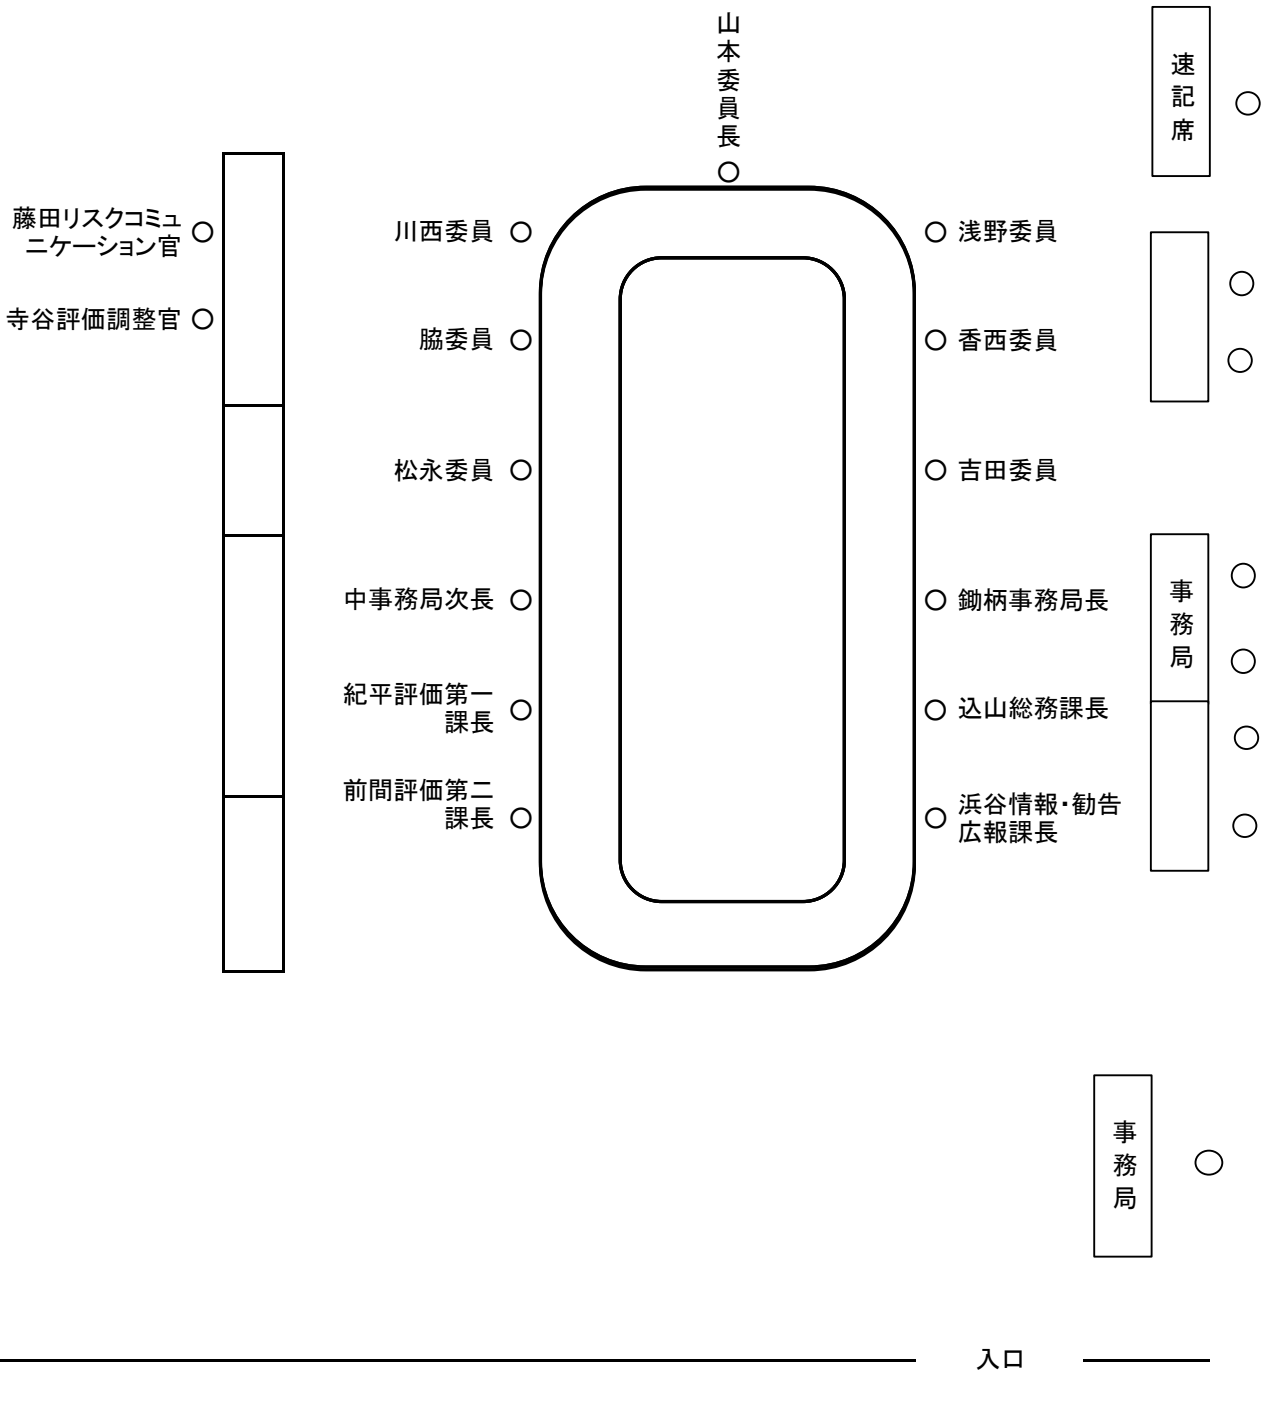 山本委員長
速記席
藤田リスクコミュ
ニケーション官
川西委員
浅野委員
寺谷評価調整官
脇委員
香西委員
松永委員
吉田委員
中事務局次長
鋤柄事務局長
事務局
紀平評価第一
課長
込山総務課長
前間評価第二
課長
浜谷情報・勧告
広報課長
事務局
入口